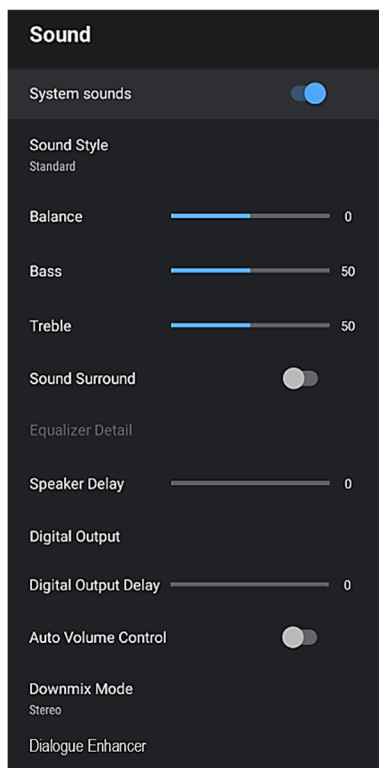 Sound
System sounds
Sound Style
Standard
Balance 0
Bass 50
Treble 50
Sound Surround
Equalizer Detail
Speaker Delay 0
Digital Output
Digital Output Delay 0
Auto Volume Control
Downmix Mode
Stereo
Dialogue Enhancer